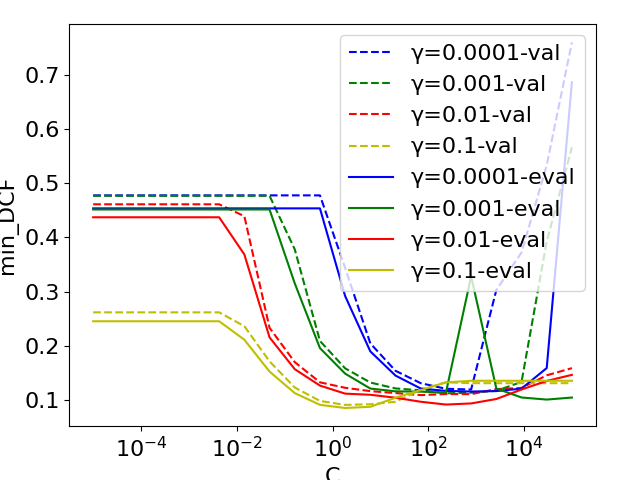 γ=0.0001-val
γ=0.001-val
γ=0.01-val
γ=0.1-val
γ=0.0001-eval
γ=0.001-eval
γ=0.01-eval
γ=0.1-eval
min_DCF
0.7
0.6
0.5
0.4
0.3
0.2
0.1
10⁻⁴ 10⁻² 10⁰ 10² 10⁴
C